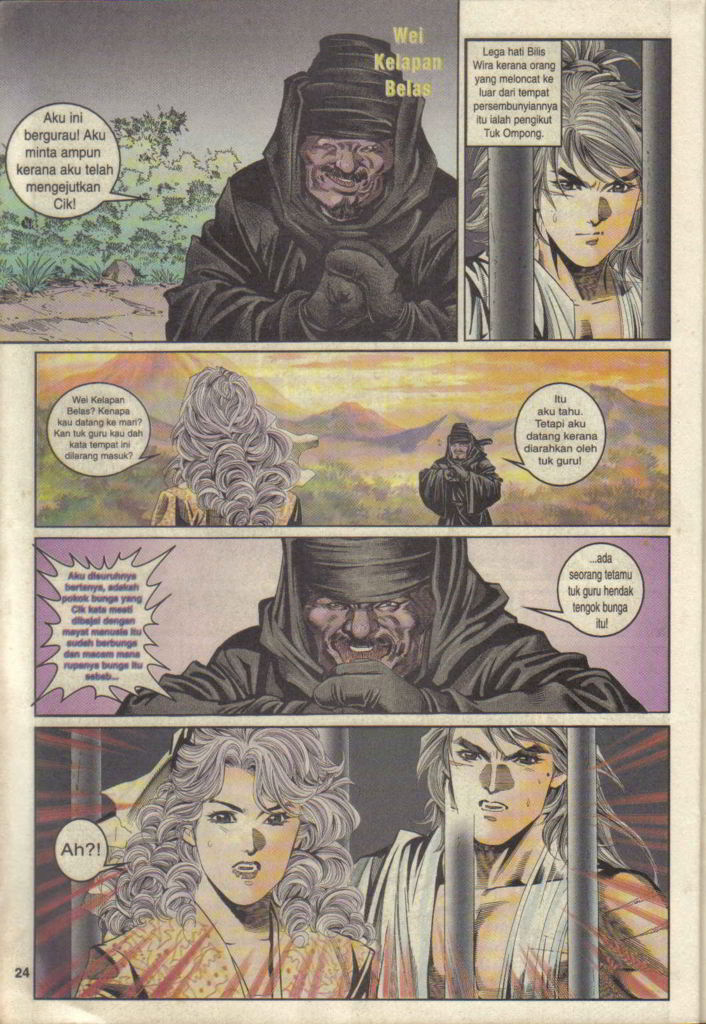 Wei
Kelapan
Belas
Aku ini
bergurau! Aku
minta ampun
kerana aku telah
mengejutkan
Cik!
Lega hati Bilis
Wira kerana orang
yang meloncat ke
luar dari tempat
persembunyiannya
itu ialah pengikut
Tuk Ompong.
Wei Kelapan
Belas? Kenapa
kau datang ke mari?
Kan tuk guru kau dah
kata tempat ini
dilarang masuk?
Itu
aku tahu.
Tetapi aku
datang kerana
diarahkan oleh
tuk guru!
Aku disuruhnya
bertanya, adakah
pokok bunga yang
Cik kata mesti
dibajai dengan
mayat manusia itu
sudah berbunga
dan macam mana
rupanya bunga itu
sebab...
...ada
seorang tetamu
tuk guru hendak
tengok bunga
itu!
Ah?!
24